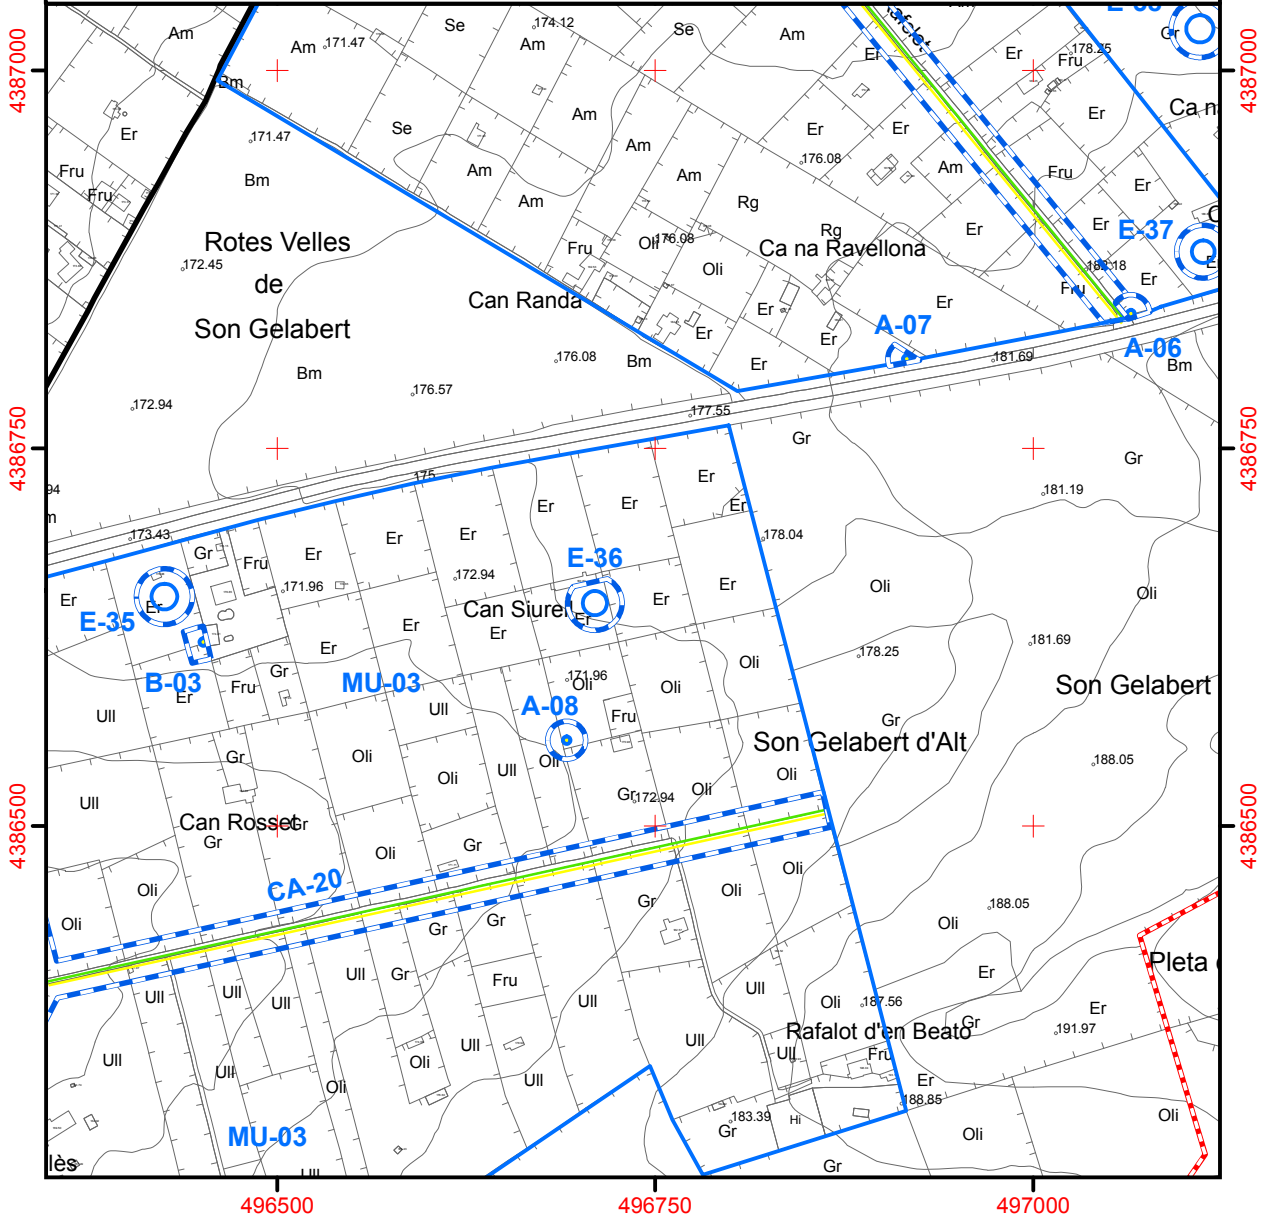 Am
Am
171.47
Se
174.12
Am
Se
Am
Er
Er
178.25
Fru
Gr
4387000
4387000
Bm
Er
171.47
Se
Am
Am
Er
176.08
Er
Er
Ca n
Fru
Fru
Bm
Am
Am
Am
Rg
Am
Fru
Er
Rotes Velles
de
Son Gelabert
172.45
Fru
Oli
176.08
Oli
Rg
Ca na Ravellona
Er
Er
E-37
183.18
Er
Fru
Can Randa
Er
Er
Er
Er
A-07
A-06
181.69
Bm
Bm
176.08
Bm
Er
176.57
172.94
177.55
4386750
4386750
Gr
Gr
175
Er
Er
Er
Er
181.19
173.43
Gr
Fru
Er
Er
Er
178.04
E-36
171.96
172.94
Er
Er
Er
Er
E-35
Can Siurell
Er
Er
Er
Er
Oli
Oli
B-03
MU-03
Fru
Gr
Er
171.96
Oli
Oli
Oli
178.25
181.69
Son Gelabert
A-08
Ull
Ull
Fru
Gr
Son Gelabert d'Alt
Gr
Oli
Oli
Ull
Oli
Oli
188.05
Ull
Gr
172.94
Oli
4386500
4386500
Can Rosset
Gr
Gr
Oli
Gr
Oli
CA-20
Oli
Oli
Oli
Gr
Gr
Gr
188.05
Oli
Pleta
Ull
Ull
Ull
Ull
Gr
Fru
Ull
Ull
Oli
187.56
Er
Er
Gr
191.97
Rafalot d'en Beato
Ull
Ull
Oli
Ull
Ull
Ull
Fru
Ull
Oli
Ull
Er
188.85
183.39
Gr
Hi
Oli
Oli
MU-03
lès
Gr
496500
496750
497000